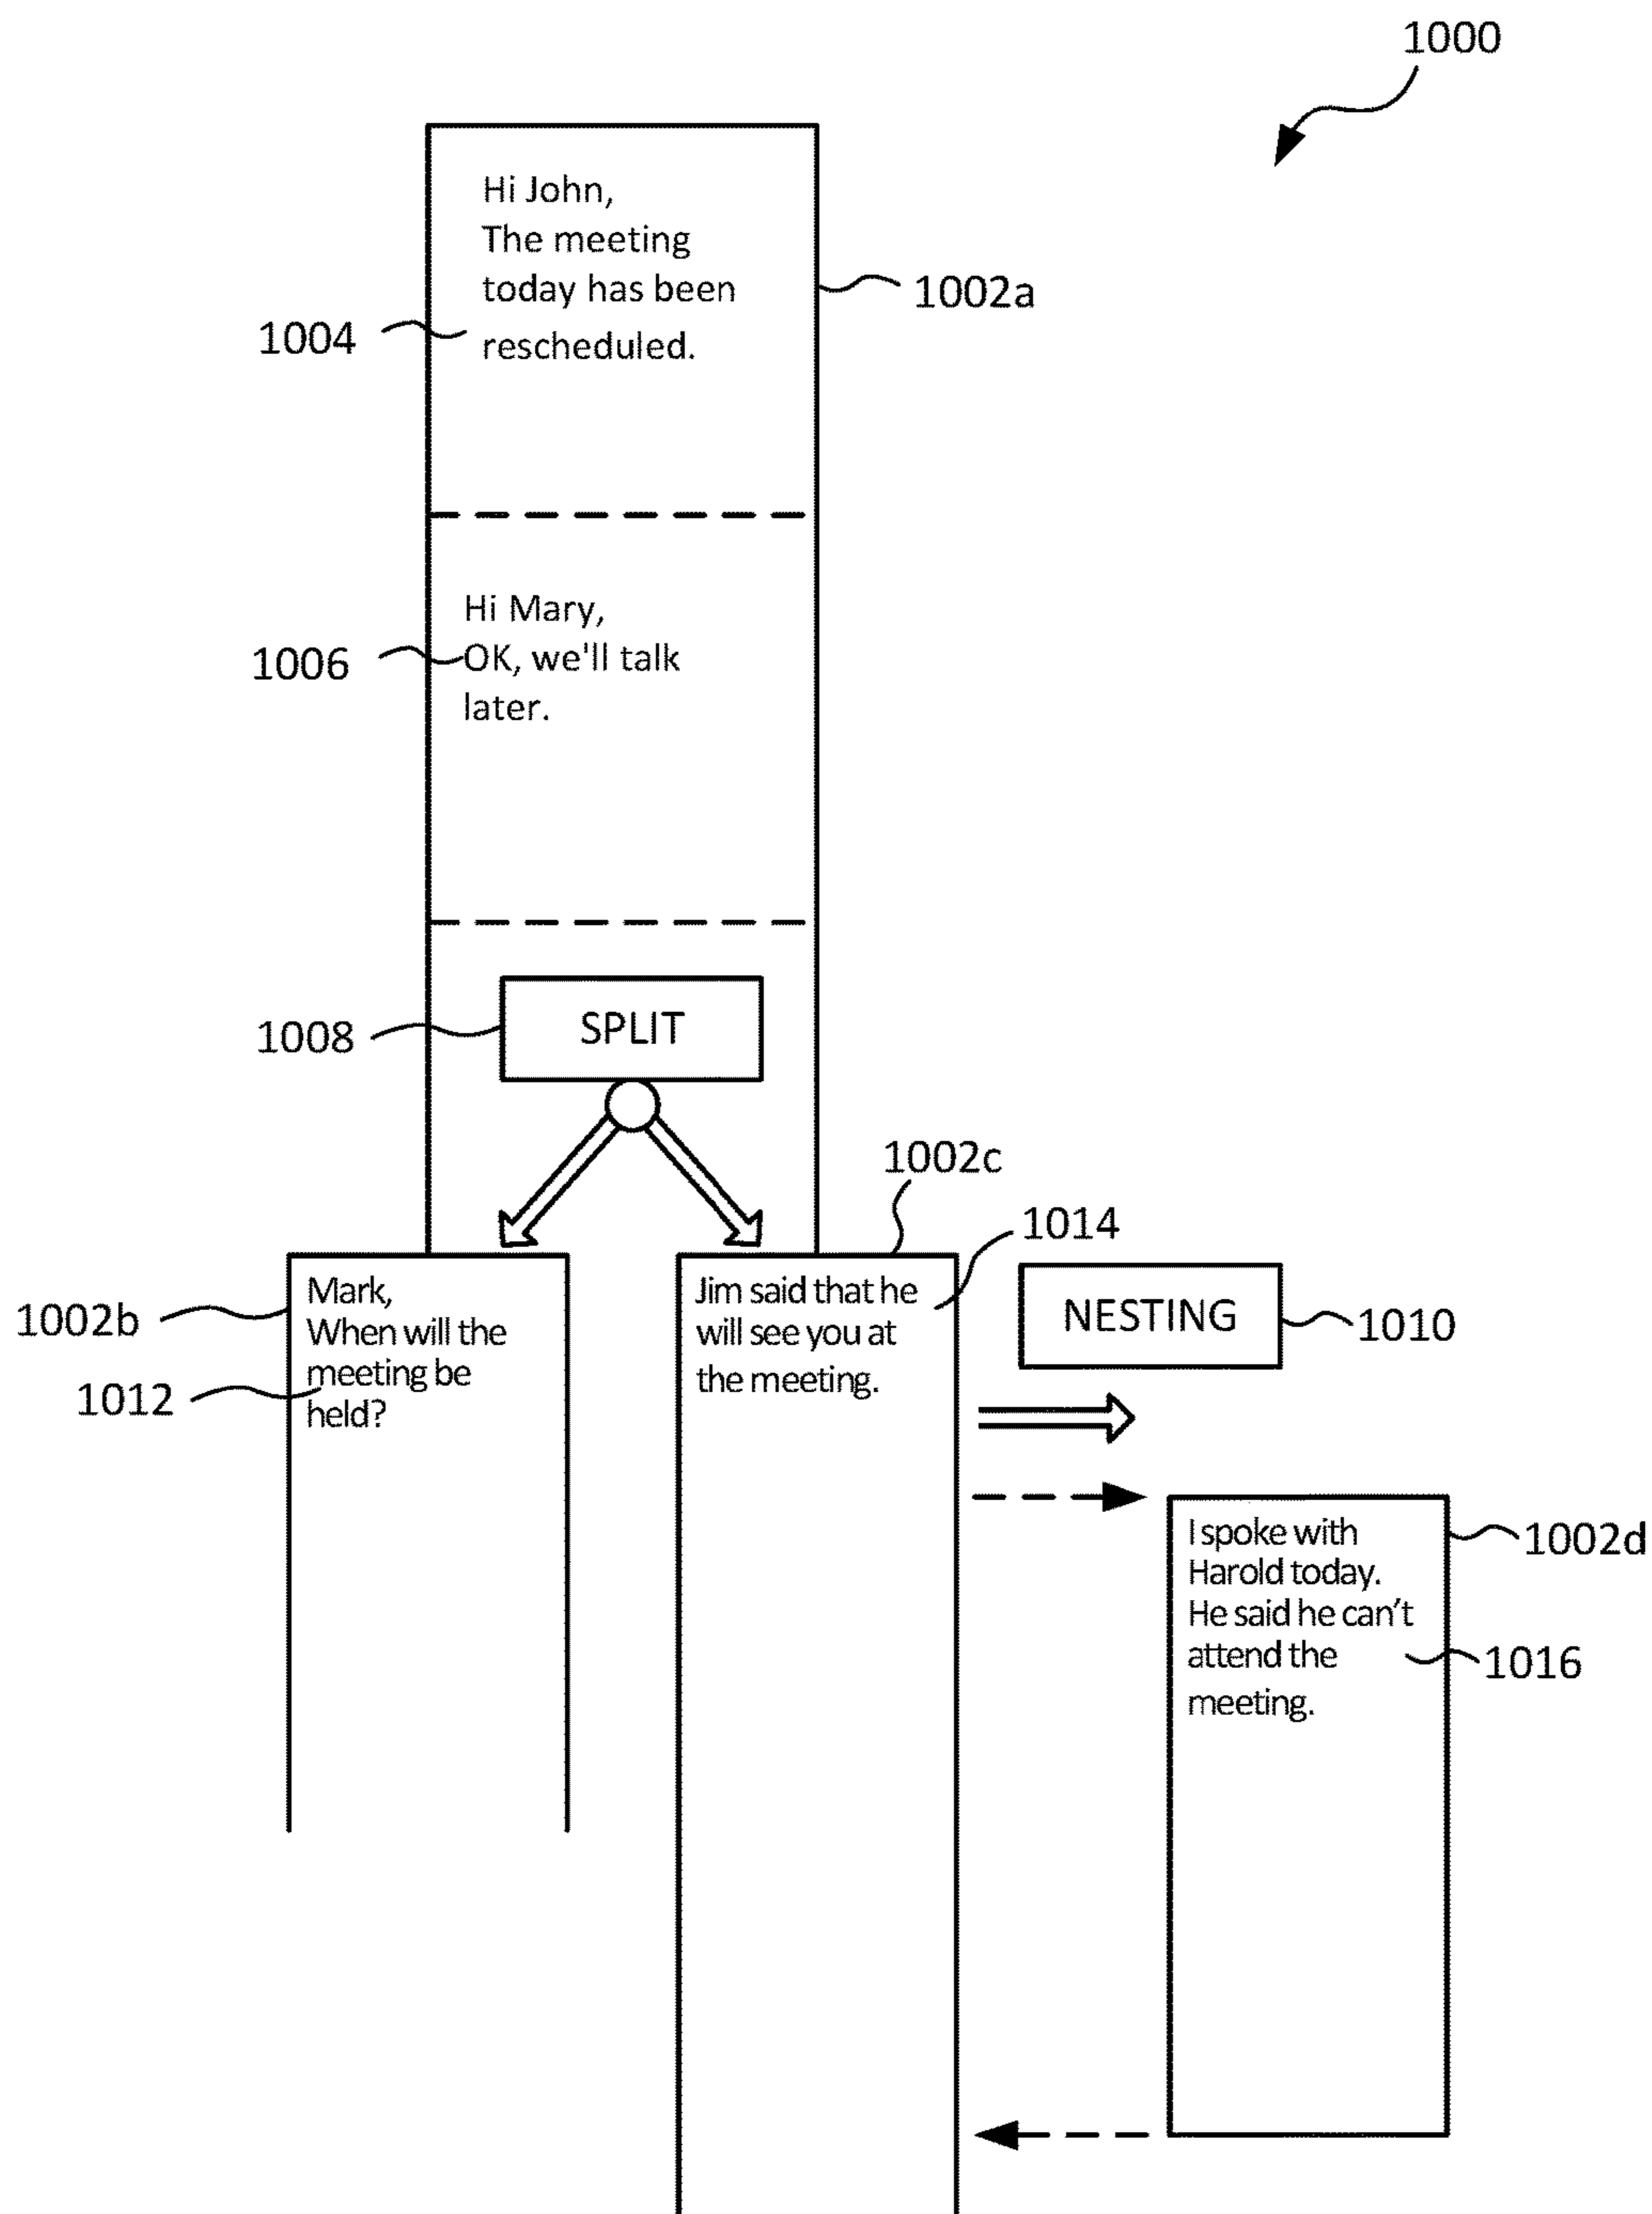 1000
Hi John,
The meeting
today has been
rescheduled.
1002a
1004
Hi Mary,
OK, we'll talk
later.
1006
SPLIT
1008
1002c
1014
Mark,
When will the
meeting be
held?
1002b
1012
Jim said that he
will see you at
the meeting.
NESTING
1010
I spoke with
Harold today.
He said he can't
attend the
meeting.
1002d
1016